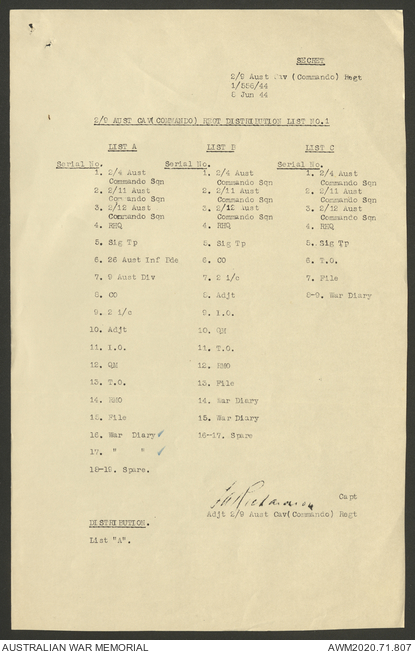 SECRET
2/9 Aust Cav (Commando) Regt
1/556/44
8 Jun 44
2/9 AUST CAV(COMMANDO) REGT DISTRIBUTION LIST NO.1
LIST A LIST B LIST C
Serial No. Serial No. Serial No.
1. 2/4 Aust 1. 2/4 Aust 1. 2/4 Aust
Commando Sqn Commando Sqn Commando Sqn
2. 2/11 Aust 2. 2/11 Aust 2. 2/11 Aust
Commando Sqn Commando Sqn Commando Sqn
3. 2/12 Aust 3. 2/12 Aust 3. 2/12 Aust
Commando Sqn Commando Sqn Commando Sqn
4. RHQ 4. RHQ 4. RHQ
5. Sig Tp 5. Sig Tp 5. Sig Tp
6. 26 Aust Inf Bde 6. CO 6. T.O.
7. 9 Aust Div 7. 2 i/c 7. File
8. CO 8. Adjt 8-9. War Diary
9. 2 i/c 9. I.O.
10. Adjt 10. QM
11. I.O. 11. T.O.
12. QM 12. RMO
13. T.O. 13. File
14. RMO 14. War Diary
15. File 15. War Diary
16. War Diary 16-17. Spare
17. " "
18-19. Spare.
Richardson Capt
Adjt 2/9 Aust Cav(Commando) Regt
DISTRIBUTION.
List "A".
AUSTRALIAN WAR MEMORIAL AWM2020.71.807